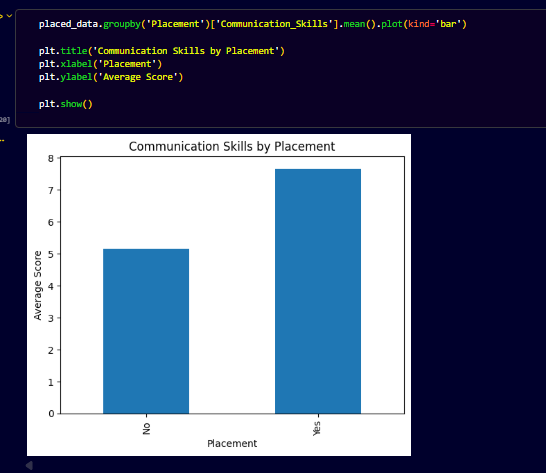 placed_data.groupby('Placement')['Communication_Skills'].mean().plot(kind='bar')
plt.title('Communication Skills by Placement')
plt.xlabel('Placement')
plt.ylabel('Average Score')
plt.show()
20]
Communication Skills by Placement
8
7
6
5
4
3
2
1
0
Average Score
No
Yes
Placement